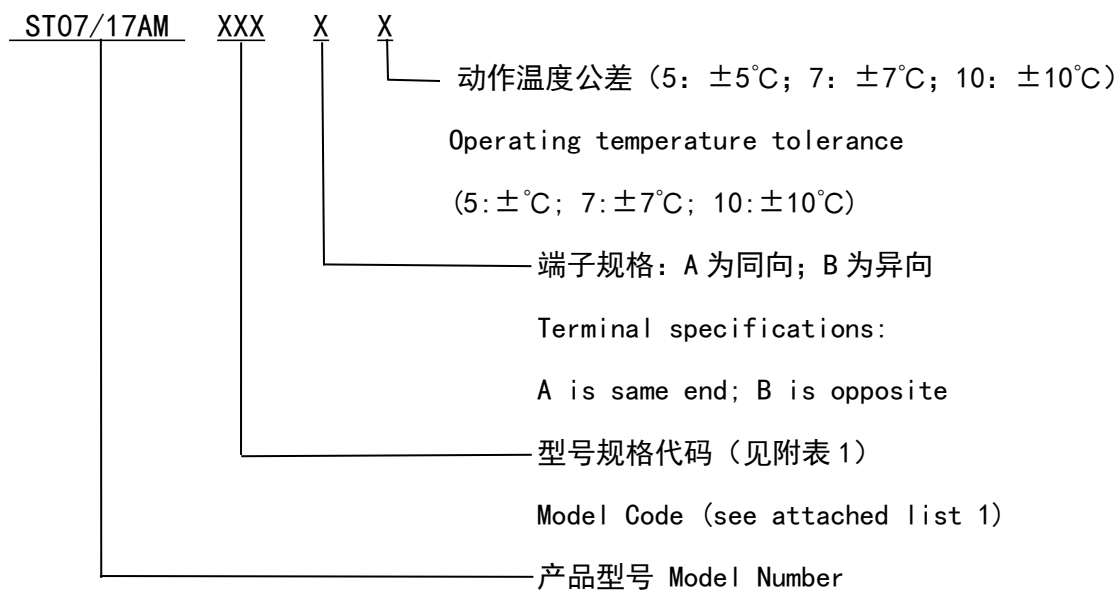 ST07/17AM XXX X X
动作温度公差（5：±5℃；7：±7℃；10：±10℃）
Operating temperature tolerance
(5:±℃; 7:±7℃; 10:±10℃)
端子规格：A 为同向；B 为异向
Terminal specifications:
A is same end; B is opposite
型号规格代码（见附表 1）
Model Code (see attached list 1)
产品型号 Model Number